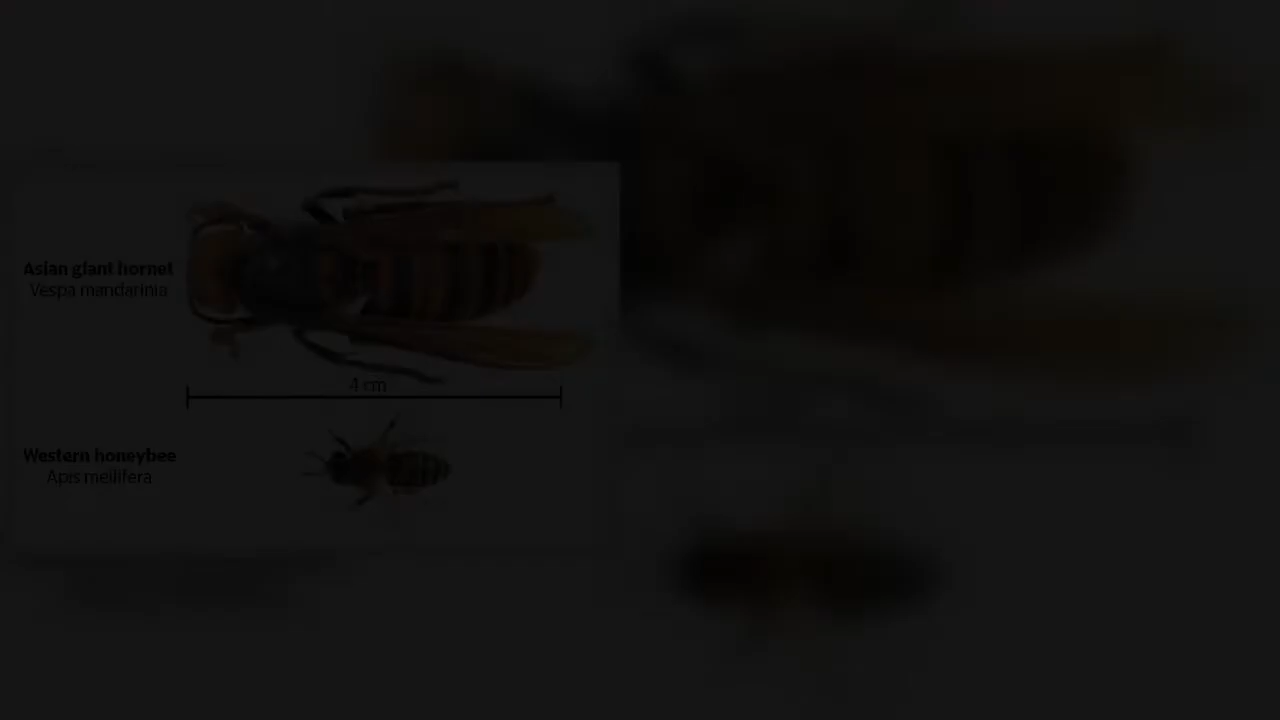 Asian giant hornet
Vespa mandarinia
4 cm
Western honeybee
Apis mellifera